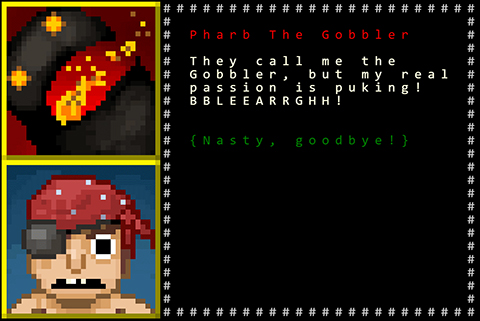 Pharb The Gobbler
They call me the
Gobbler, but my real
passion is puking!
BBLEEARRGHH!
{Nasty, goodbye!}